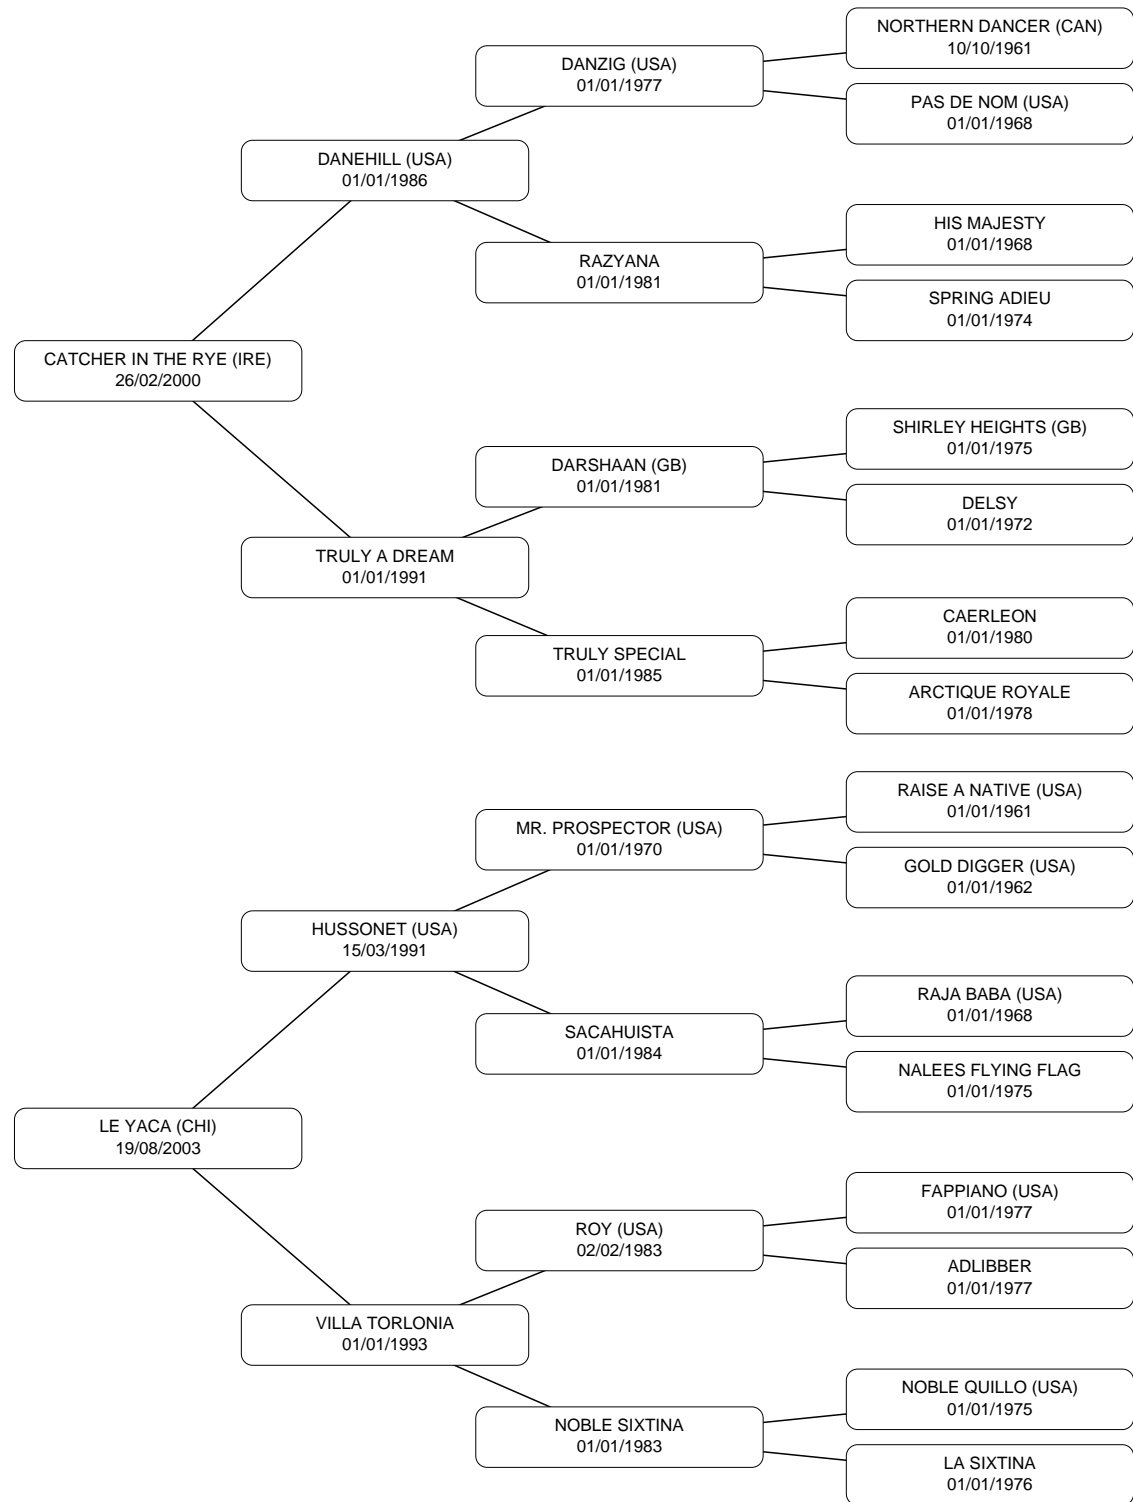 NORTHERN DANCER (CAN)
10/10/1961
DANZIG (USA)
01/01/1977
PAS DE NOM (USA)
01/01/1968
DANEHILL (USA)
01/01/1986
HIS MAJESTY
01/01/1968
RAZYANA
01/01/1981
SPRING ADIEU
01/01/1974
CATCHER IN THE RYE (IRE)
26/02/2000
SHIRLEY HEIGHTS (GB)
01/01/1975
DARSHAAN (GB)
01/01/1981
DELSY
01/01/1972
TRULY A DREAM
01/01/1991
CAERLEON
01/01/1980
TRULY SPECIAL
01/01/1985
ARCTIQUE ROYALE
01/01/1978
RAISE A NATIVE (USA)
01/01/1961
MR. PROSPECTOR (USA)
01/01/1970
GOLD DIGGER (USA)
01/01/1962
HUSSONET (USA)
15/03/1991
RAJA BABA (USA)
01/01/1968
SACAHUISTA
01/01/1984
NALEES FLYING FLAG
01/01/1975
LE YACA (CHI)
19/08/2003
FAPPIANO (USA)
01/01/1977
ROY (USA)
02/02/1983
ADLIBBER
01/01/1977
VILLA TORLONIA
01/01/1993
NOBLE QUILLO (USA)
01/01/1975
NOBLE SIXTINA
01/01/1983
LA SIXTINA
01/01/1976